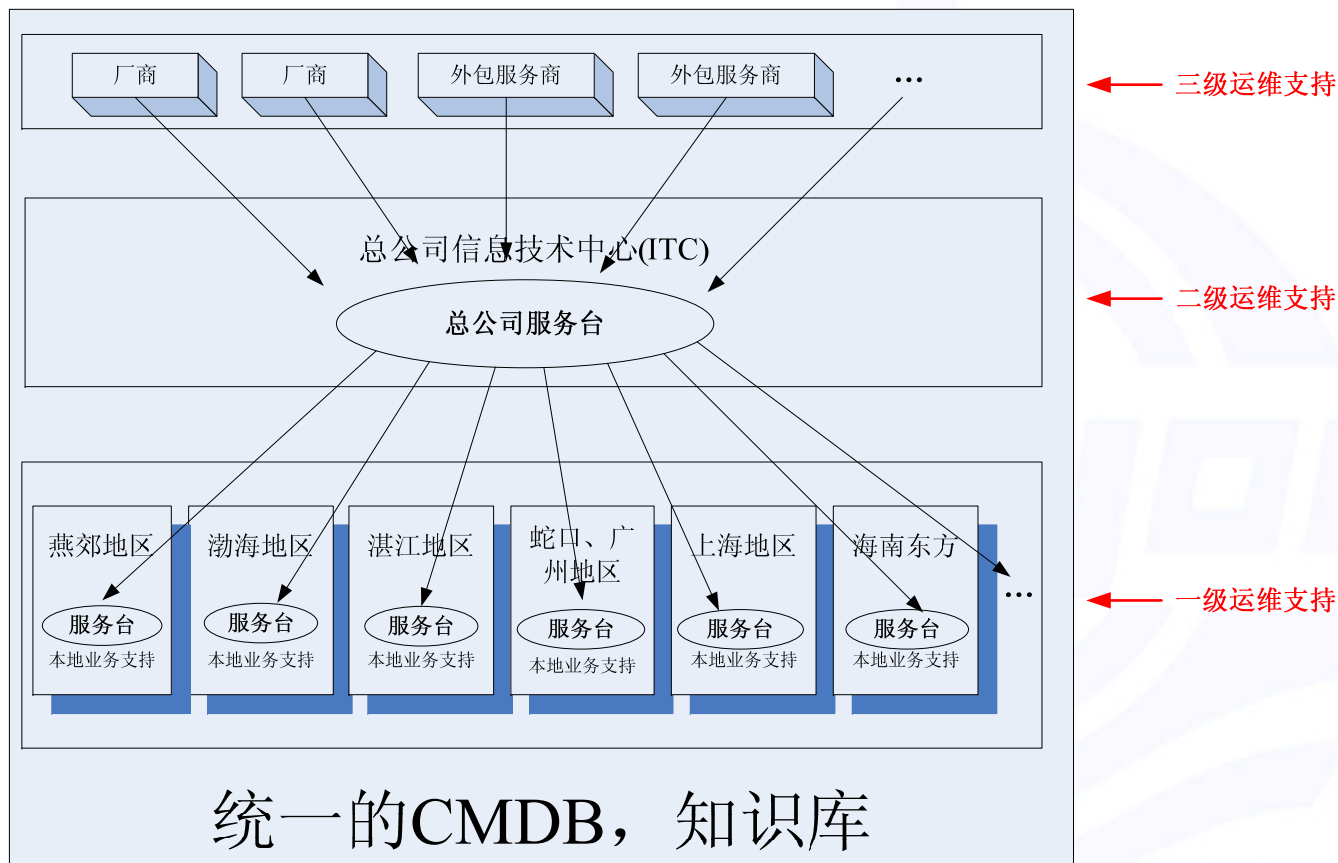 厂商
厂商
外包服务商
外包服务商
...
三级运维支持
总公司信息技术中心(ITC)
总公司服务台
二级运维支持
燕郊地区
渤海地区
湛江地区
蛇口、广
州地区
上海地区
海南东方
...
一级运维支持
服务台
服务台
服务台
服务台
服务台
服务台
本地业务支持
本地业务支持
本地业务支持
本地业务支持
本地业务支持
本地业务支持
统一的CMDB，知识库